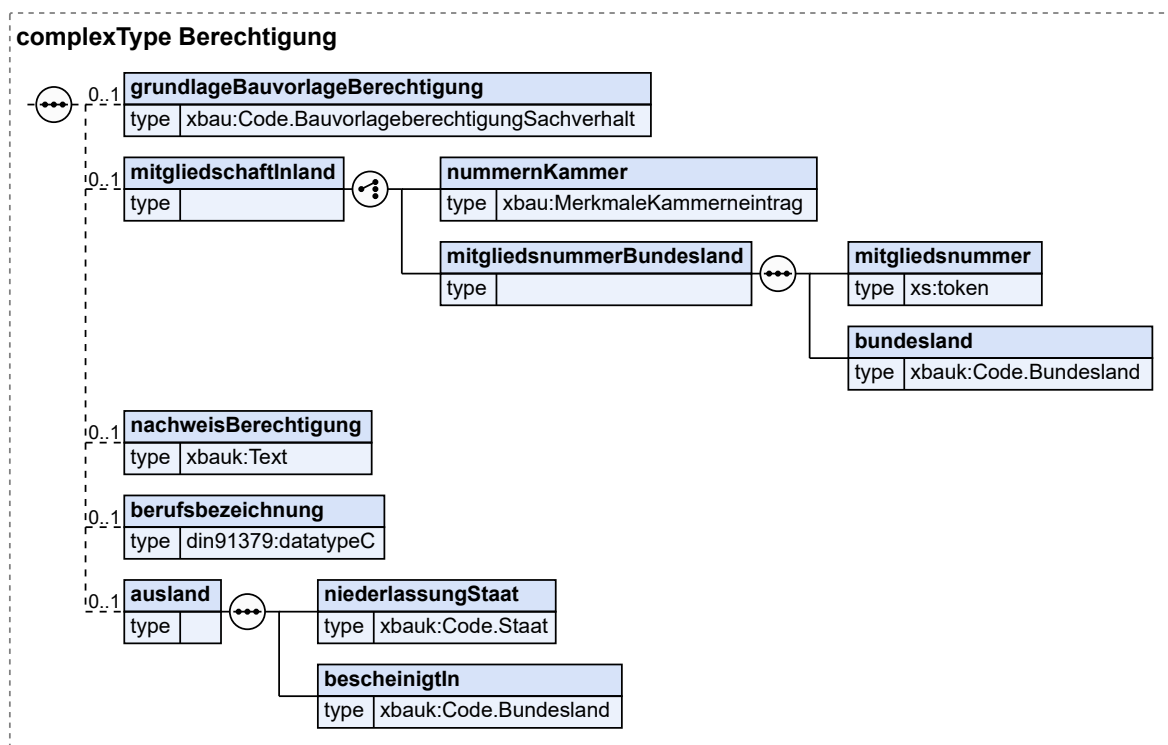 complexType Berechtigung
0..1
grundlageBauvorlageBerechtigung
type xbau:Code.BauvorlageberechtigungSachverhalt
0..1
mitgliedschaftInland
type
nummernKammer
type xbau:MerkmaleKammerneintrag
mitgliedsnummerBundesland
type
mitgliedsnummer
type xs:token
bundesland
type xbauk:Code.Bundesland
0..1
nachweisBerechtigung
type xbauk:Text
0..1
berufsbezeichnung
type din91379:datatypeC
0..1
ausland
type
niederlassungStaat
type xbauk:Code.Staat
bescheinigtIn
type xbauk:Code.Bundesland